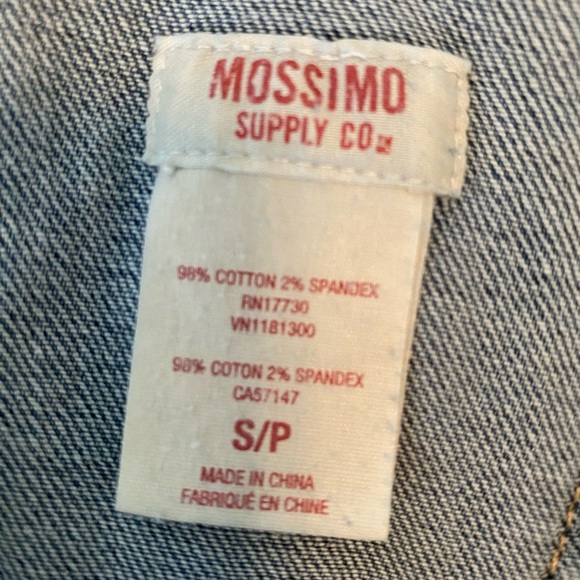 MOSSIMO
SUPPLY CO™
98% COTTON 2% SPANDEX
RN17730
VN1181300
98% COTON 2% SPANDEX
CA57147
S/P
MADE IN CHINA
FABRIQUÉ EN CHINE